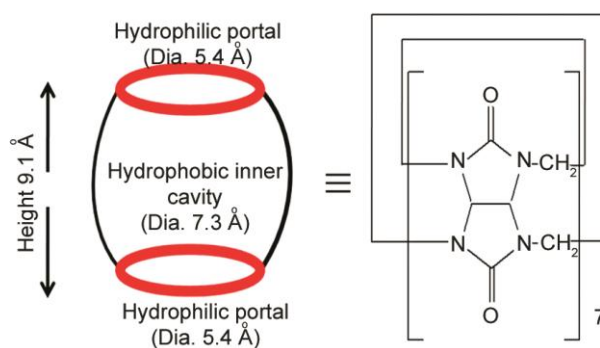 Hydrophilic portal
(Dia. 5.4 Å)
Height 9.1 Å
Hydrophobic inner
cavity
(Dia. 7.3 Å)
Hydrophilic portal
(Dia. 5.4 Å)
≡
O
N N CH2
N N CH2
O
7